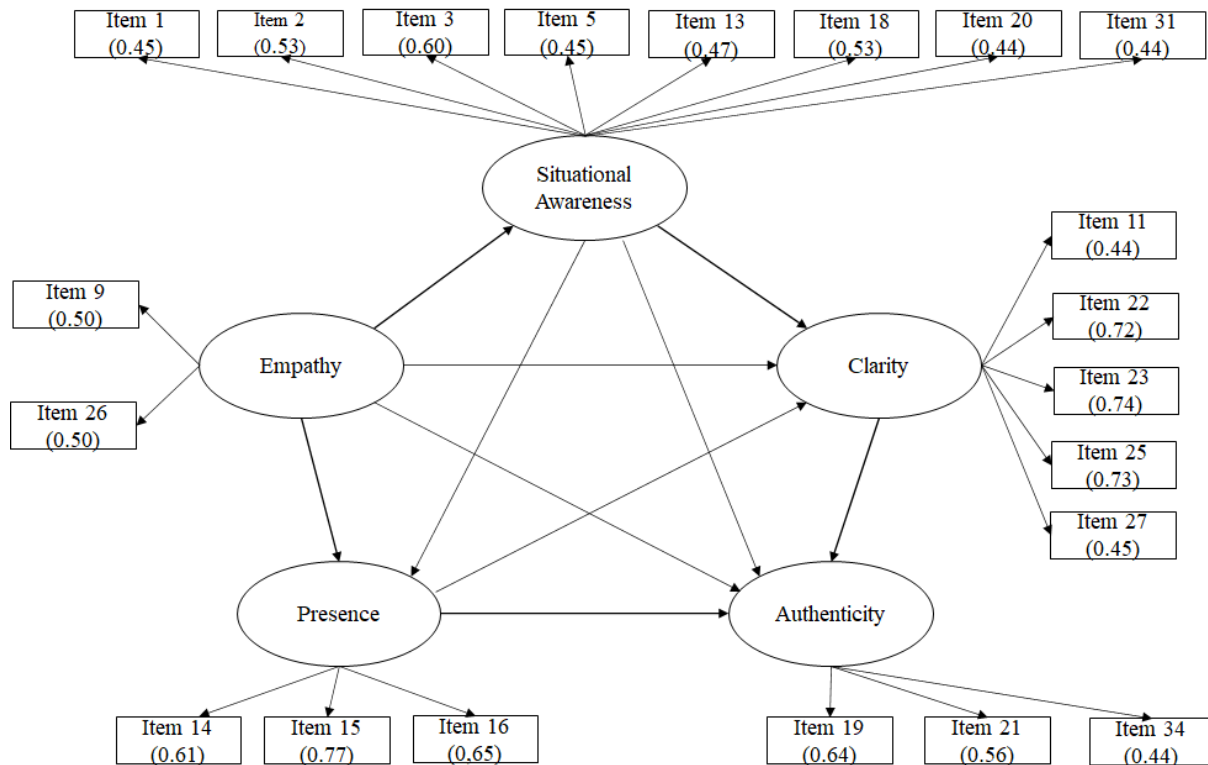 Item 1
(0.45)
Item 2
(0.53)
Item 3
(0.60)
Item 5
(0.45)
Item 13
(0.47)
Item 18
(0.53)
Item 20
(0.44)
Item 31
(0.44)
Situational
Awareness
Item 11
(0.44)
Item 9
(0.50)
Item 22
(0.72)
Empathy
Clarity
Item 23
(0.74)
Item 26
(0.50)
Item 25
(0.73)
Item 27
(0.45)
Presence
Authenticity
Item 14
(0.61)
Item 15
(0.77)
Item 16
(0,65)
Item 19
(0.64)
Item 21
(0.56)
Item 34
(0.44)